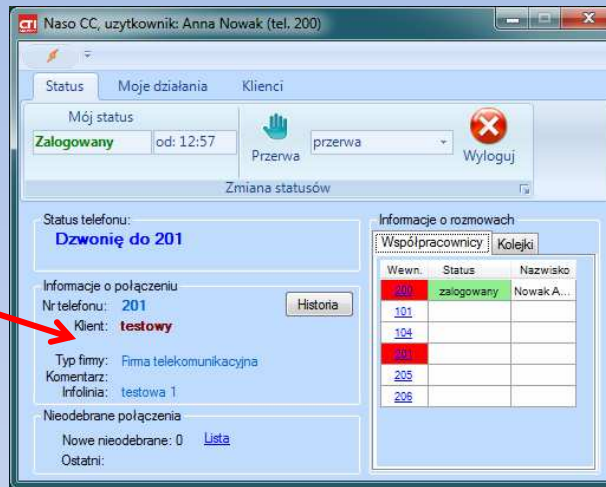 CTI Naso CC, uzytkownik: Anna Nowak (tel. 200)
Status Moje działania Klienci
Mój status
Zalogowany od: 12:57
Przerwa przerwa Wyloguj
Zmiana statusów
Status telefonu:
Dzwonię do 201
Informacje o połączeniu
Nr telefonu: 201 Historia
Klient: testowy
Typ firmy: Firma telekomunikacyjna
Komentarz:
Infolinia: testowa 1
Nieodebrane połączenia
Nowe nieodebrane: 0 Lista
Ostatni:
Informacje o rozmowach
Współpracownicy Kolejki
Wewn. Status Nazwisko
200 zalogowany Nowak A...
101
104
201
205
206